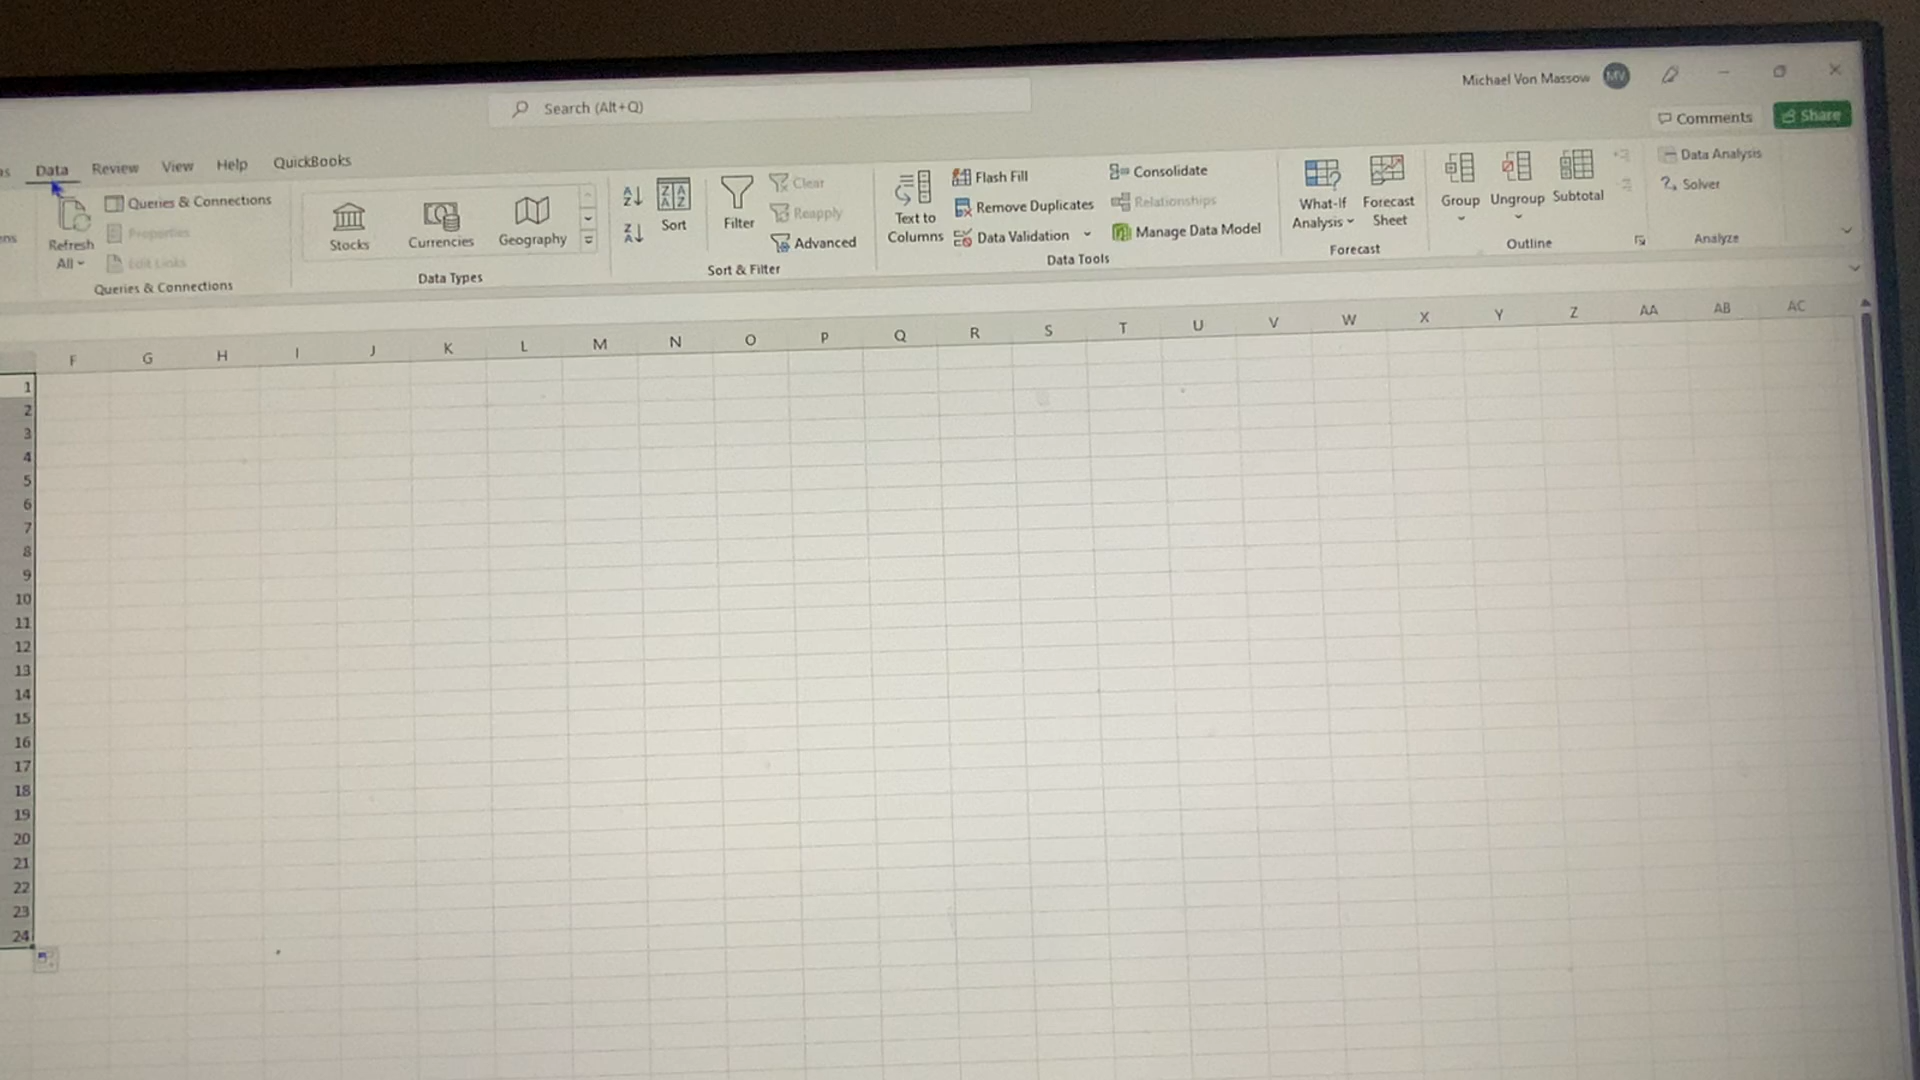 Michael Von Massow MV
Search (Alt+Q)
Comments Share
Data Review View Help QuickBooks
Refresh
All
Queries & Connections
Properties
Edit Links
Queries & Connections
Stocks Currencies Geography
Data Types
Sort
Filter
Clear
Reapply
Advanced
Sort & Filter
Text to
Columns
Flash Fill
Remove Duplicates
Data Validation
Consolidate
Relationships
Manage Data Model
Data Tools
What-If
Analysis
Forecast
Sheet
Forecast
Group Ungroup Subtotal
Outline
Data Analysis
Solver
Analyze
F G H I J K L M N O P Q R S T U V W X Y Z AA AB AC
1
2
3
4
5
6
7
8
9
10
11
12
13
14
15
16
17
18
19
20
21
22
23
24